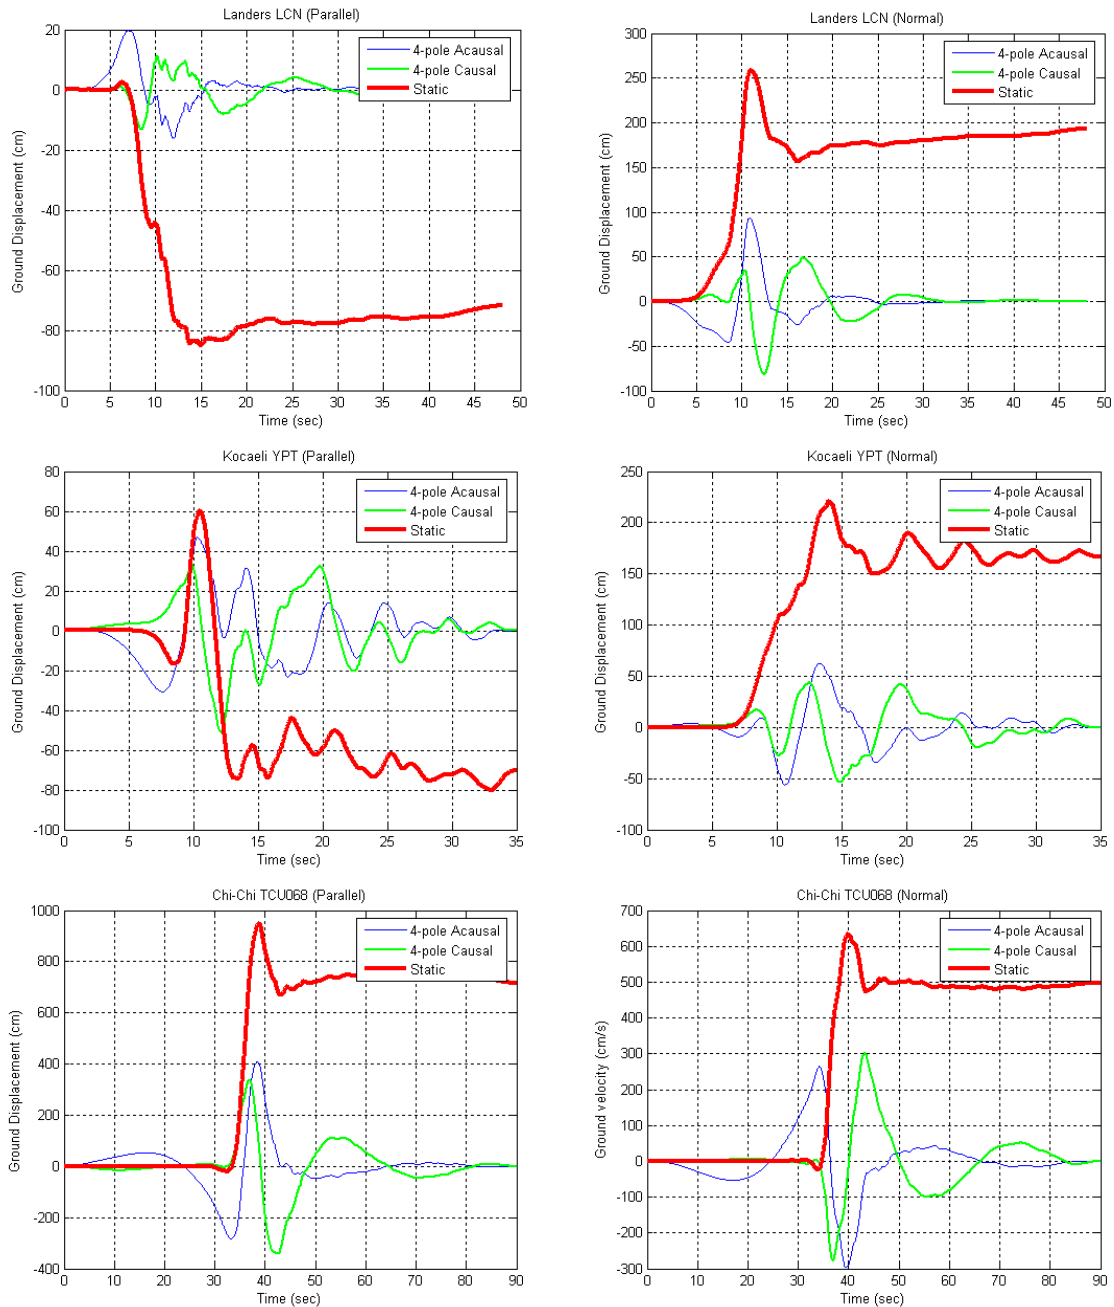 Landers LCN (Parallel)
20
0
-20
-40
-60
-80
-100
Ground Displacement (cm)
4-pole Acausal
4-pole Causal
Static
0 5 10 15 20 25 30 35 40 45 50
Time (sec)
Landers LCN (Normal)
300
250
200
150
100
50
0
-50
-100
Ground Displacement (cm)
4-pole Acausal
4-pole Causal
Static
0 5 10 15 20 25 30 35 40 45 50
Time (sec)
Kocaeli YPT (Parallel)
80
60
40
20
0
-20
-40
-60
-80
-100
Ground Displacement (cm)
4-pole Acausal
4-pole Causal
Static
0 5 10 15 20 25 30 35
Time (sec)
Kocaeli YPT (Normal)
250
200
150
100
50
0
-50
-100
Ground Displacement (cm)
4-pole Acausal
4-pole Causal
Static
0 5 10 15 20 25 30 35
Time (sec)
Chi-Chi TCU068 (Parallel)
1000
800
600
400
200
0
-200
-400
Ground Displacement (cm)
4-pole Acausal
4-pole Causal
Static
0 10 20 30 40 50 60 70 80 90
Time (sec)
Chi-Chi TCU068 (Normal)
700
600
500
400
300
200
100
0
-100
-200
-300
Ground velocity (cm/s)
4-pole Acausal
4-pole Causal
Static
0 10 20 30 40 50 60 70 80 90
Time (sec)